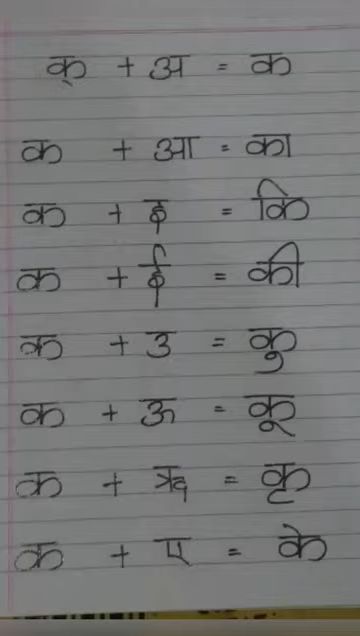 क् + अ = क
क + आ = का
क + इ = कि
क + ई = की
क + उ = कु
क + ऊ = कू
क + ऋ = कृ
क + ए = के